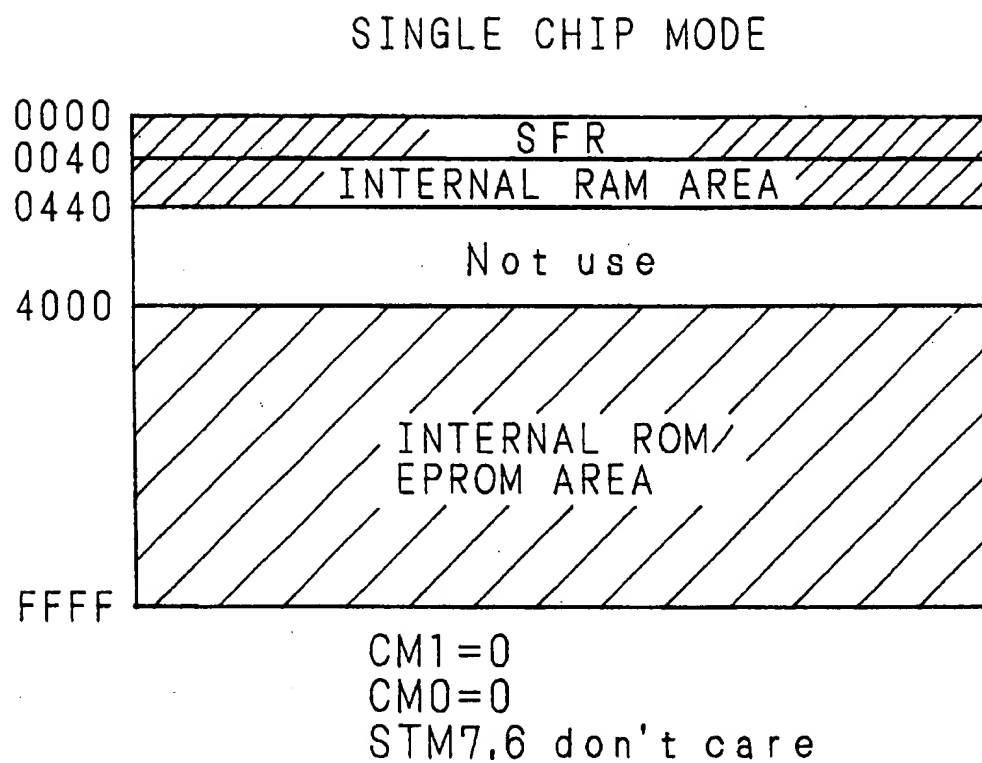 SINGLE CHIP MODE
0000
SFR
0040
INTERNAL RAM AREA
0440
Not use
4000
INTERNAL ROM/
EPROM AREA
FFFF
CM1=0
CM0=0
STM7,6 don't care